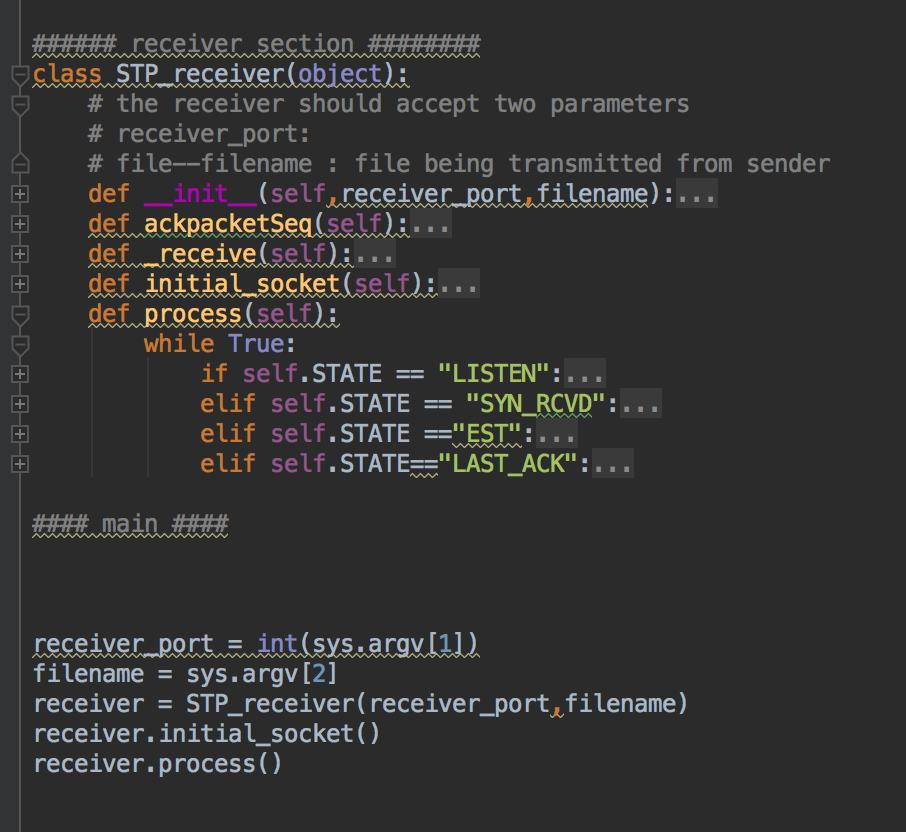 ###### receiver section ########
class STP_receiver(object):
    # the receiver should accept two parameters
    # receiver_port:
    # file--filename : file being transmitted from sender
    def __init__(self,receiver_port,filename):...
    def ackpacketSeq(self):...
    def _receive(self):...
    def initial_socket(self):...
    def process(self):
        while True:
            if self.STATE == "LISTEN":...
            elif self.STATE == "SYN_RCVD":...
            elif self.STATE =="EST":...
            elif self.STATE=="LAST_ACK":...
#### main ####
receiver_port = int(sys.argv[1])
filename = sys.argv[2]
receiver = STP_receiver(receiver_port,filename)
receiver.initial_socket()
receiver.process()